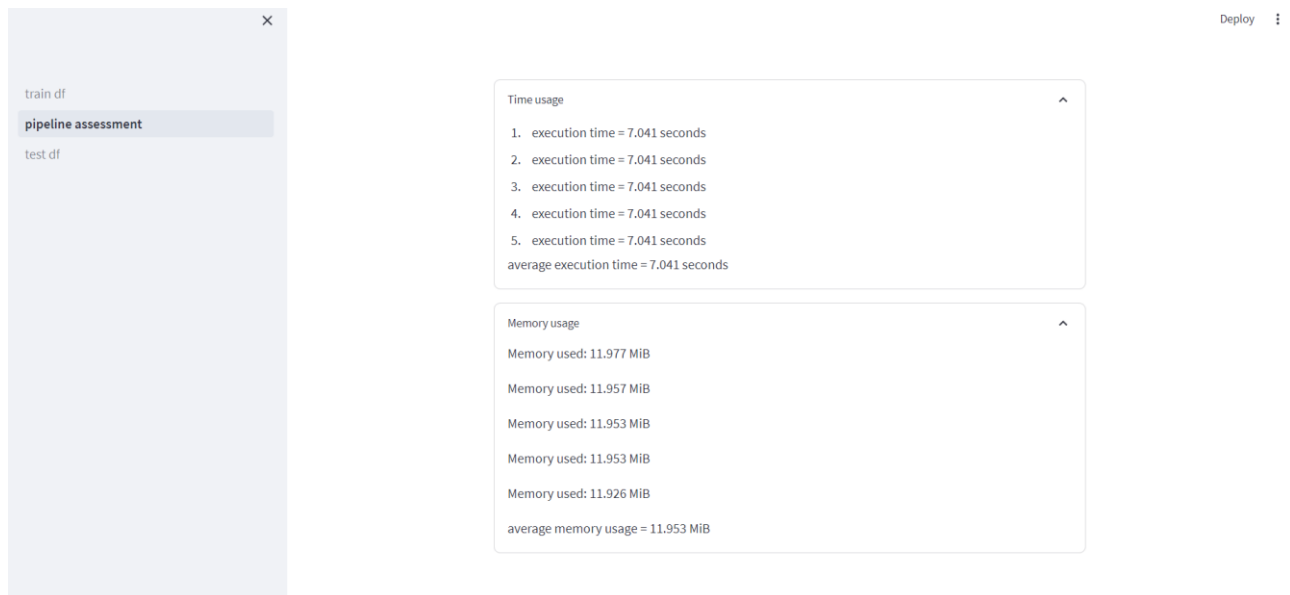 Deploy
train df
pipeline assessment
test df
Time usage
1. execution time = 7.041 seconds
2. execution time = 7.041 seconds
3. execution time = 7.041 seconds
4. execution time = 7.041 seconds
5. execution time = 7.041 seconds
average execution time = 7.041 seconds
Memory usage
Memory used: 11.977 MiB
Memory used: 11.957 MiB
Memory used: 11.953 MiB
Memory used: 11.953 MiB
Memory used: 11.926 MiB
average memory usage = 11.953 MiB